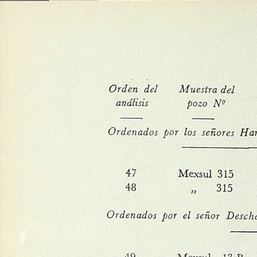 Orden del Muestra del
análisis pozo Nº
Ordenados por los señores
47 Mexsul 315
48 „ 315
Ordenados por el señor